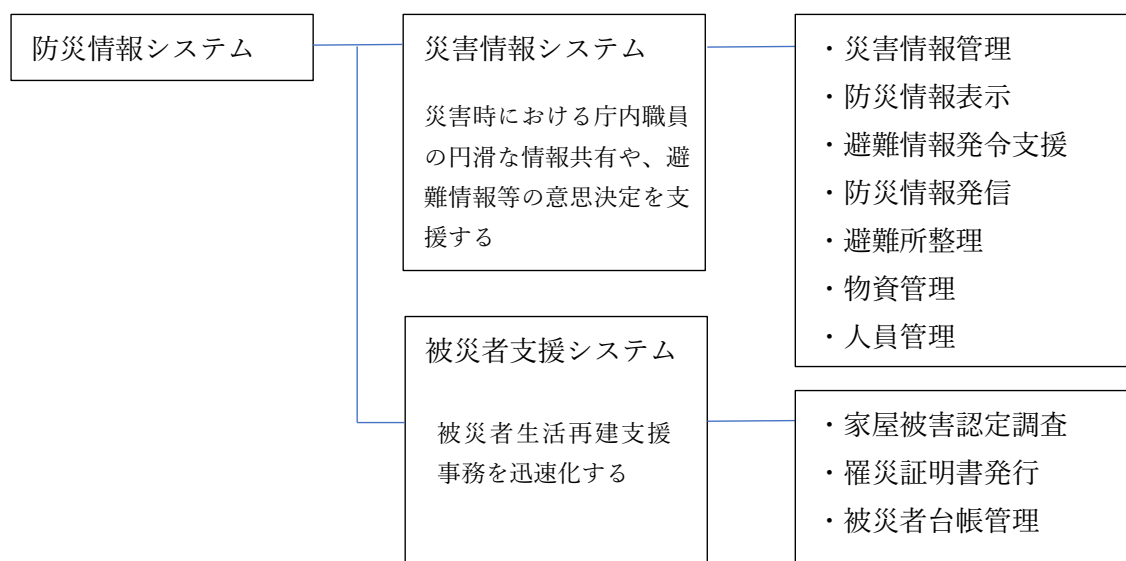 防災情報システム
災害情報システム
災害時における庁内職員
の円滑な情報共有や、避
難情報等の意思決定を支
援する
・災害情報管理
・防災情報表示
・避難情報発令支援
・防災情報発信
・避難所整理
・物資管理
・人員管理
被災者支援システム
被災者生活再建支援
事務を迅速化する
・家屋被害認定調査
・罹災証明書発行
・被災者台帳管理